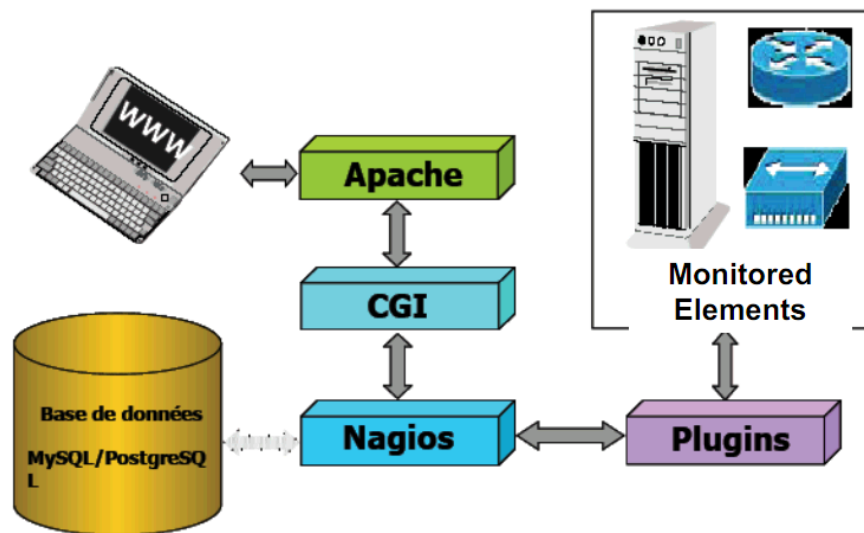 WWW
Apache
Monitored
Elements
CGI
Base de données
MySQL/PostgreSQ
L
Nagios
Plugins